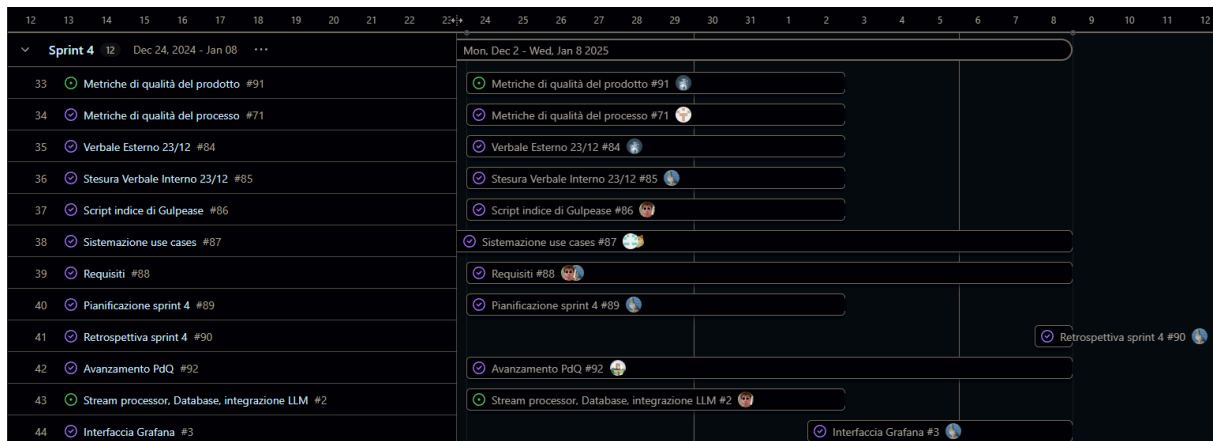 12 13 14 15 16 17 18 19 20 21 22 23 24 25 26 27 28 29 30 31 1 2 3 4 5 6 7 8 9 10 11 12
Sprint 4 12 Dec 24, 2024 - Jan 08 ··· Mon, Dec 2 - Wed, Jan 8 2025
33 Metriche di qualità del prodotto #91 Metriche di qualità del prodotto #91
34 Metriche di qualità del processo #71 Metriche di qualità del processo #71
35 Verbale Esterno 23/12 #84 Verbale Esterno 23/12 #84
36 Stesura Verbale Interno 23/12 #85 Stesura Verbale Interno 23/12 #85
37 Script indice di Gulpease #86 Script indice di Gulpease #86
38 Sistemazione use cases #87 Sistemazione use cases #87
39 Requisiti #88 Requisiti #88
40 Pianificazione sprint 4 #89 Pianificazione sprint 4 #89
41 Retrospettiva sprint 4 #90 Retrospettiva sprint 4 #90
42 Avanzamento PdQ #92 Avanzamento PdQ #92
43 Stream processor, Database, integrazione LLM #2 Stream processor, Database, integrazione LLM #2
44 Interfaccia Grafana #3 Interfaccia Grafana #3